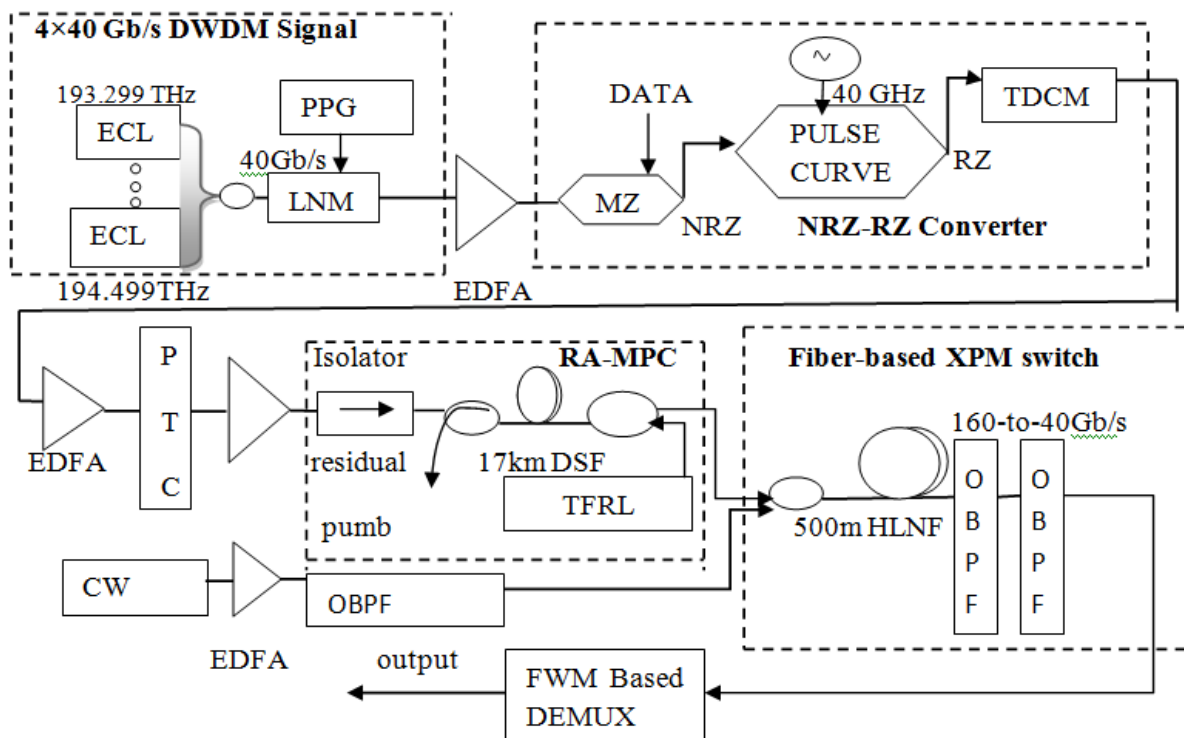 4×40 Gb/s DWDM Signal
193.299 THz
ECL
ECL
194.499THz
PPG
40Gb/s
LNM
EDFA
DATA
MZ
NRZ
40 GHz
PULSE
CURVE
RZ
TDCM
NRZ-RZ Converter
EDFA
P
T
C
Isolator
RA-MPC
residual
17km DSF
TFRL
pumb
Fiber-based XPM switch
160-to-40Gb/s
500m HLNF
O
B
P
F
O
B
P
F
CW
EDFA
OBPF
output
FWM Based
DEMUX